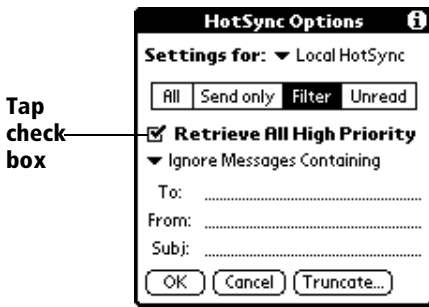 HotSync Options
Settings for: Local HotSync
All Send only Filter Unread
Tap check box
Retrieve All High Priority
Ignore Messages Containing
To:
From:
Subj:
OK Cancel Truncate...